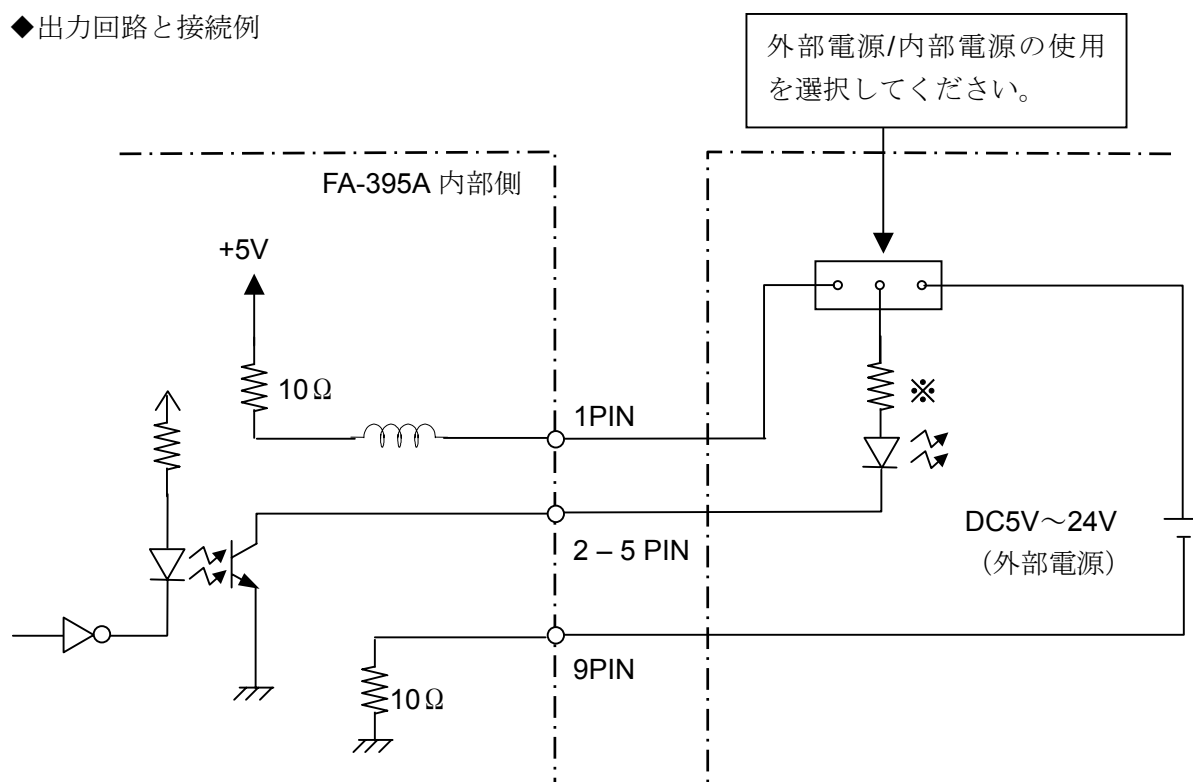 ◆出力回路と接続例
外部電源/内部電源の使用
を選択してください。
FA-395A 内部側
+5V
10Ω
※
1PIN
DC5V～24V
2 – 5 PIN
（外部電源）
9PIN
10Ω